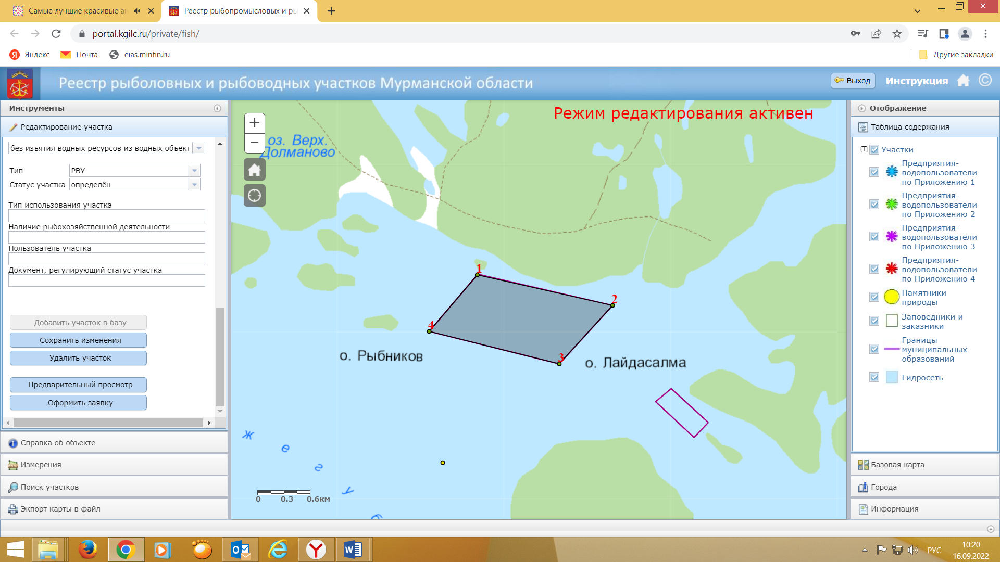 Самые лучшие красивые ан
Реестр рыбопромысловых и ры
portal.kgilc.ru/private/fish/
Яндекс
Почта
eias.minfin.ru
Другие закладки
Реестр рыболовных и рыбоводных участков Мурманской области
Выход
Инструкция
Инструменты
Редактирование участка
без изъятия водных ресурсов из водных объект
Тип
РВУ
Статус участка
определён
Тип использования участка
Наличие рыбохозяйственной деятельности
Пользователь участка
Документ, регулирующий статус участка
Добавить участок в базу
Сохранить изменения
Удалить участок
Предварительный просмотр
Оформить заявку
Справка об объекте
Измерения
Поиск участков
Экспорт карты в файл
Режим редактирования активен
оз. Верх.
Долманово
1
2
4
3
о. Рыбников
о. Лайдасалма
ж
е
г
у
б
0 0.3 0.6км
Отображение
Таблица содержания
Участки
Предприятия-
водопользователи
по Приложению 1
Предприятия-
водопользователи
по Приложению 2
Предприятия-
водопользователи
по Приложению 3
Предприятия-
водопользователи
по Приложению 4
Памятники
природы
Заповедники и
заказники
Границы
муниципальных
образований
Гидросеть
Базовая карта
Города
Информация
РУС
10:20
16.09.2022